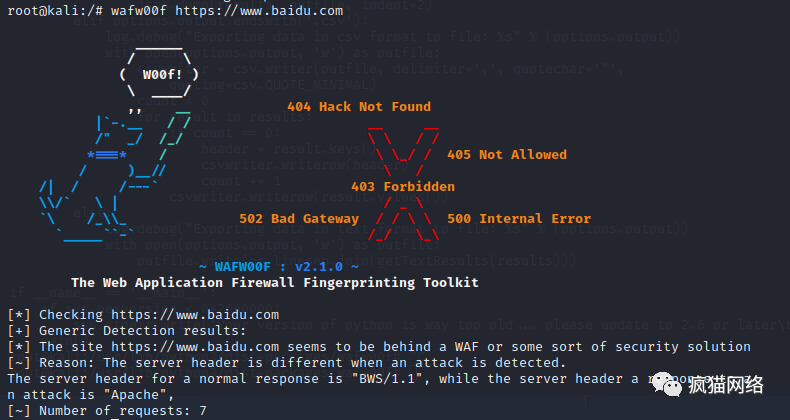 root@kali:/# wafw00f https://www.baidu.com
( W00f! )
404 Hack Not Found
405 Not Allowed
403 Forbidden
502 Bad Gateway
500 Internal Error
~ WAFW00F : v2.1.0 ~
The Web Application Firewall Fingerprinting Toolkit
[*] Checking https://www.baidu.com
[+] Generic Detection results:
[*] The site https://www.baidu.com seems to be behind a WAF or some sort of security solution
[~] Reason: The server header is different when an attack is detected.
The server header for a normal response is "BWS/1.1", while the server header a
n attack is "Apache",
[~] Number of requests: 7
疯猫网络